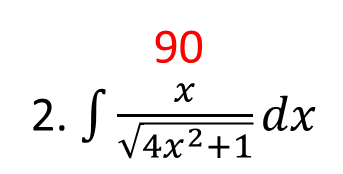 90
2. ∫ x/√(4x²+1) dx